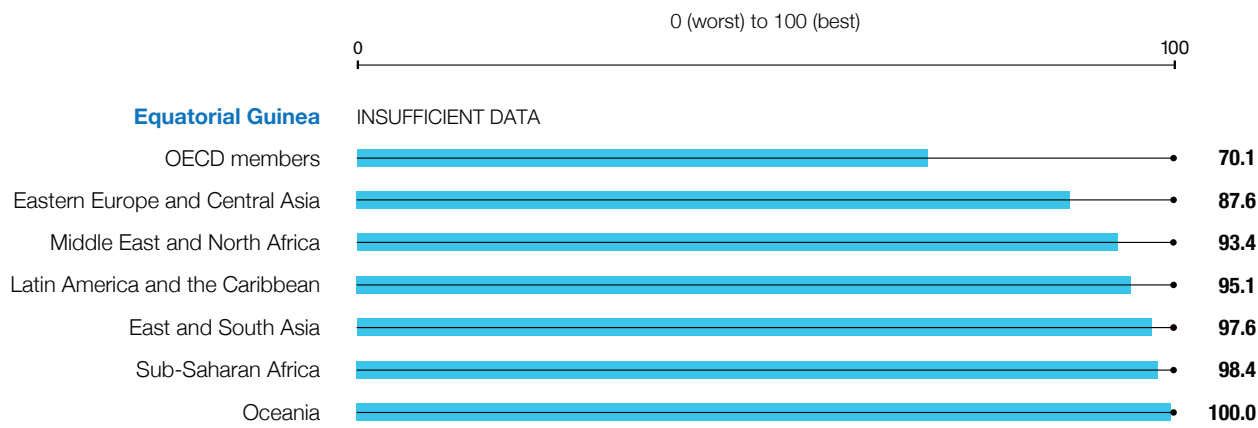 0 (worst) to 100 (best)
0 100
Equatorial Guinea INSUFFICIENT DATA
OECD members 70.1
Eastern Europe and Central Asia 87.6
Middle East and North Africa 93.4
Latin America and the Caribbean 95.1
East and South Asia 97.6
Sub-Saharan Africa 98.4
Oceania 100.0